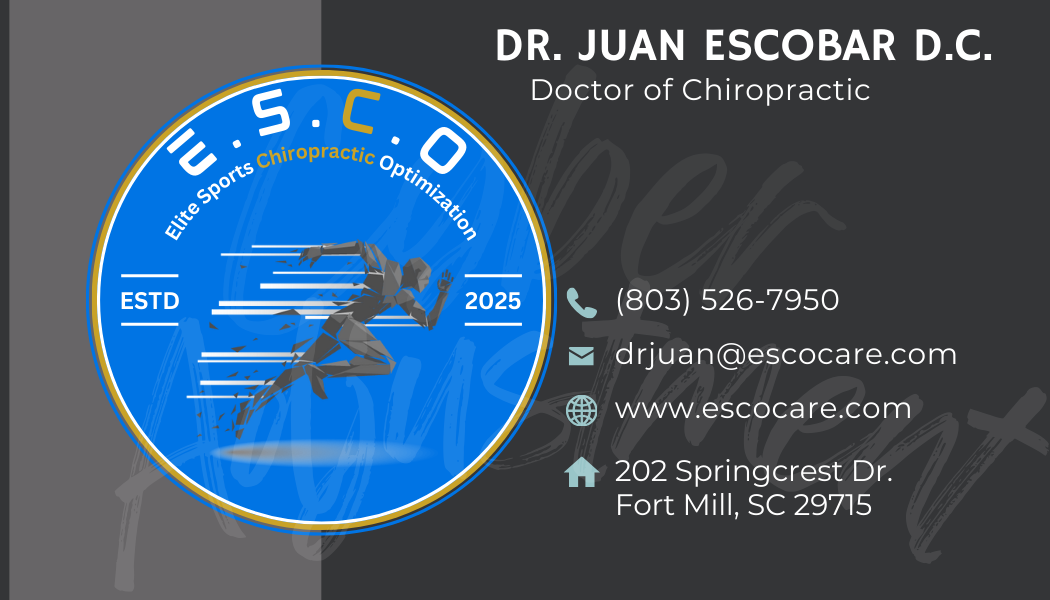 DR. JUAN ESCOBAR D.C.
Doctor of Chiropractic
E.S.C.O
Elite Sports Chiropractic Optimization
ESTD
2025
(803) 526-7950
drjuan@escocare.com
www.escocare.com
202 Springcrest Dr.
Fort Mill, SC 29715